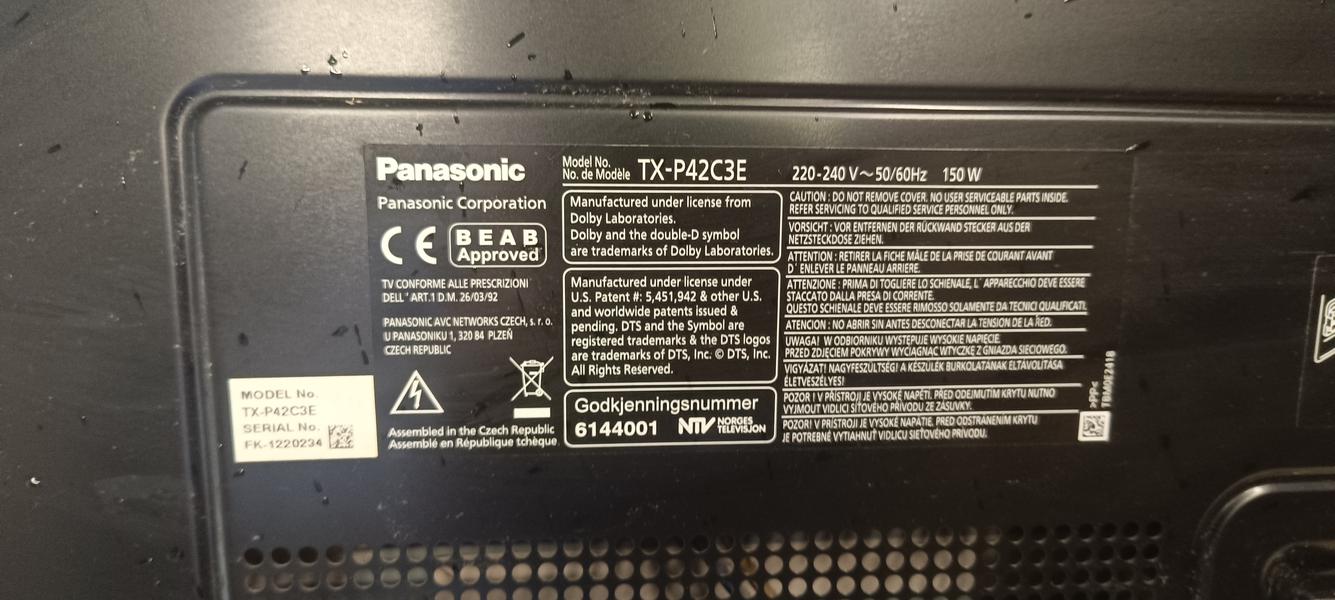 Panasonic
Panasonic Corporation
CE
BEAB
Approved
TV CONFORME ALLE PRESCRIZIONI
DELL' ART.1 D.M. 26/03/92
PANASONIC AVC NETWORKS CZECH, s. r. o.
U PANASONIKU 1, 320 84 PLZEŇ
CZECH REPUBLIC
Assembled in the Czech Republic
Assemblé en République tchèque
MODEL No.
TX-P42C3E
SERIAL No.
FK-1220234
Model No.
No. de Modèle TX-P42C3E
220-240 V～50/60Hz 150 W
Manufactured under license from
Dolby Laboratories.
Dolby and the double-D symbol
are trademarks of Dolby Laboratories.
Manufactured under license under
U.S. Patent #: 5,451,942 & other U.S.
and worldwide patents issued &
pending. DTS and the Symbol are
registered trademarks & the DTS logos
are trademarks of DTS, Inc. © DTS, Inc.
All Rights Reserved.
Godkjenningsnummer
6144001 NTV NORGES
TELEVISJON
CAUTION : DO NOT REMOVE COVER. NO USER SERVICEABLE PARTS INSIDE.
REFER SERVICING TO QUALIFIED SERVICE PERSONNEL ONLY.
VORSICHT : VOR ENTFERNEN DER RÜCKWAND STECKER AUS DER
NETZSTECKDOSE ZIEHEN.
ATTENTION : RETIRER LA FICHE MÂLE DE LA PRISE DE COURANT AVANT
D' ENLEVER LE PANNEAU ARRIERE.
ATTENZIONE : PRIMA DI TOGLIERE LO SCHIENALE, L' APPARECCHIO DEVE ESSERE
STACCATO DALLA PRESA DI CORRENTE.
QUESTO SCHIENALE DEVE ESSERE RIMOSSO SOLAMENTE DA TECNICI QUALIFICATI.
ATENCION : NO ABRIR SIN ANTES DESCONECTAR LA TENSION DE LA RED.
UWAGA! W ODBIORNIKU WYSTĘPUJE WYSOKIE NAPIĘCIE.
PRZED ZDJĘCIEM POKRYWY WYCIĄGNĄĆ WTYCZKĘ Z GNIAZDA SIECIOWEGO.
VIGYÁZAT! NAGYFESZÜLTSÉG! A KÉSZÜLÉK BURKOLATÁNAK ELTÁVOLÍTÁSA
ÉLETVESZÉLYES!
POZOR ! V PŘÍSTROJI JE VYSOKÉ NAPĚTÍ. PŘED ODEJMUTÍM KRYTU NUTNO
VYJMOUT VIDLICI SÍŤOVÉHO PŘÍVODU ZE ZÁSUVKY.
POZOR! V PRÍSTROJI JE VYSOKÉ NAPÄTIE. PRED ODSTRÁNENÍM KRYTU
JE POTREBNÉ VYTIAHNUŤ VIDLICU SIEŤOVÉHO PRÍVODU.
>PP<
TBM0E2418